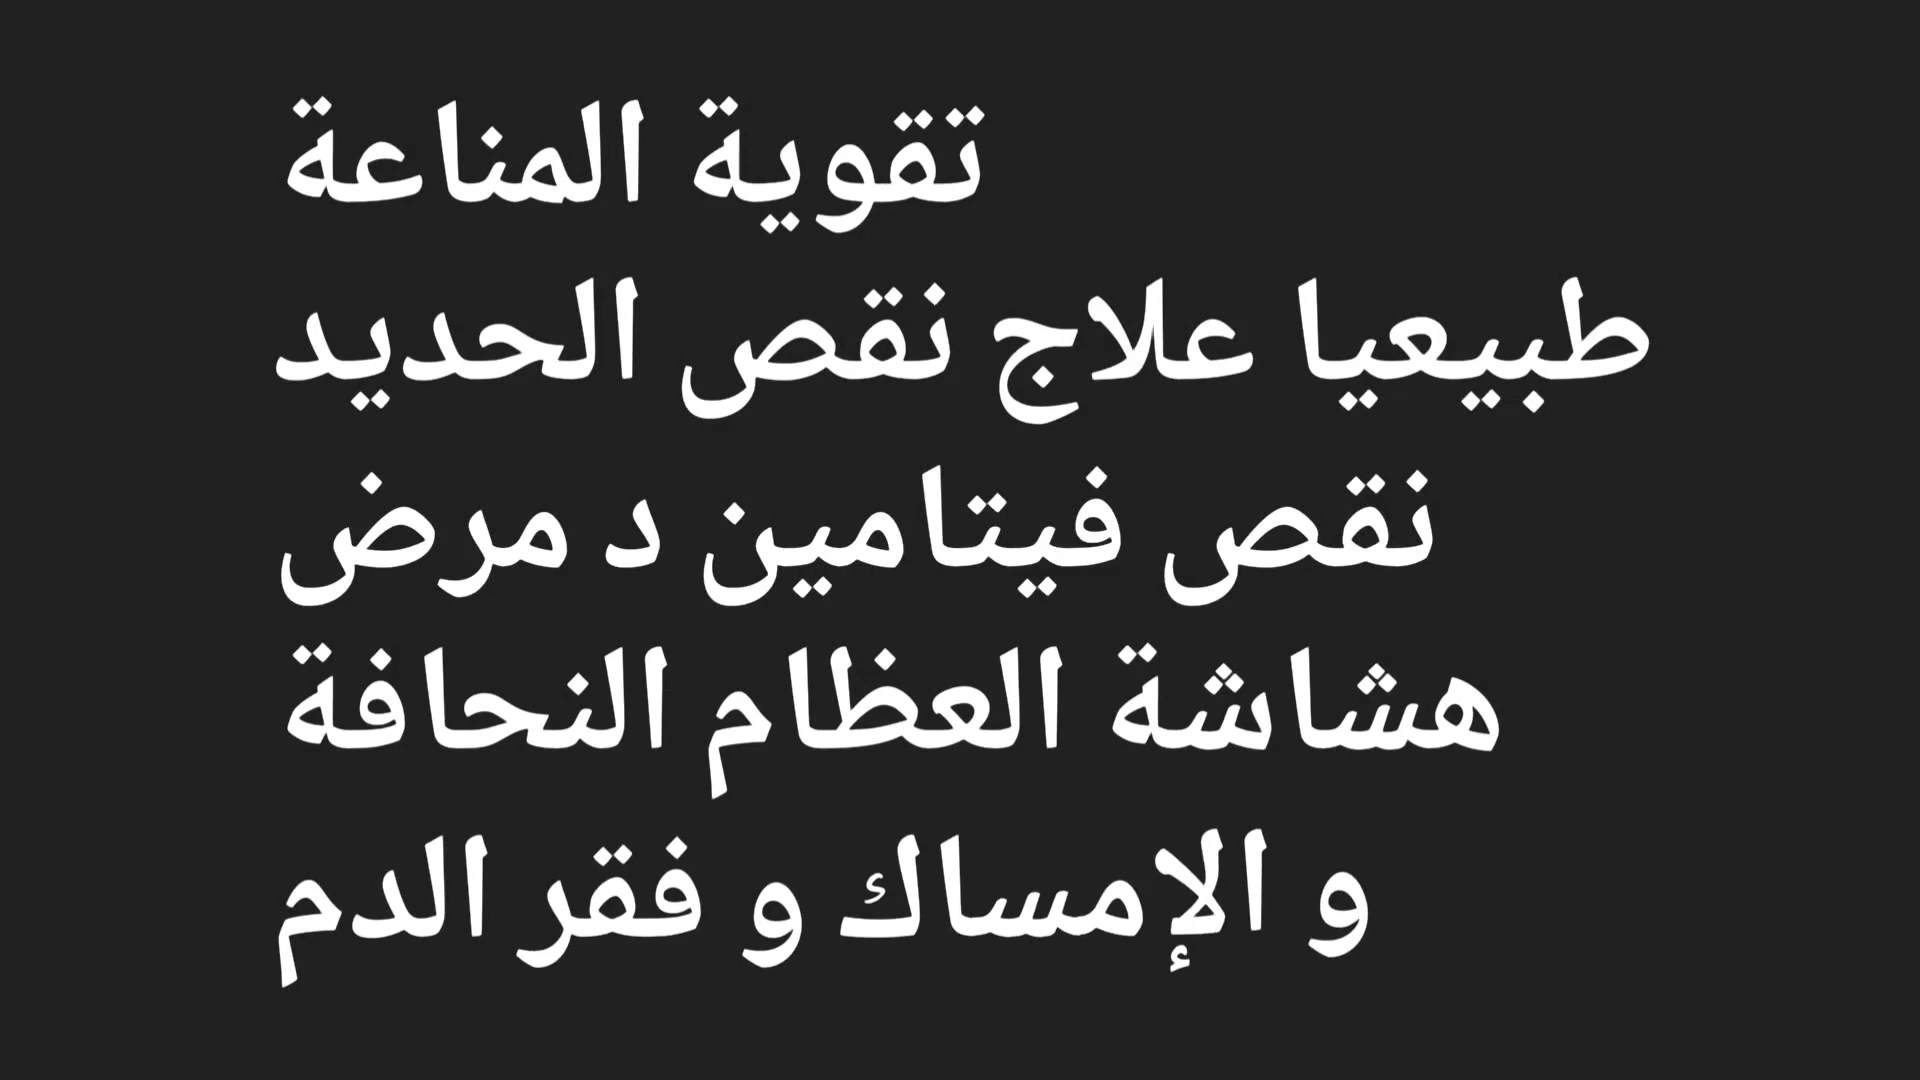 تقوية المناعة
طبيعيا علاج نقص الحديد
نقص فيتامين د مرض
هشاشة العظام النحافة
و الإمساك و فقر الدم